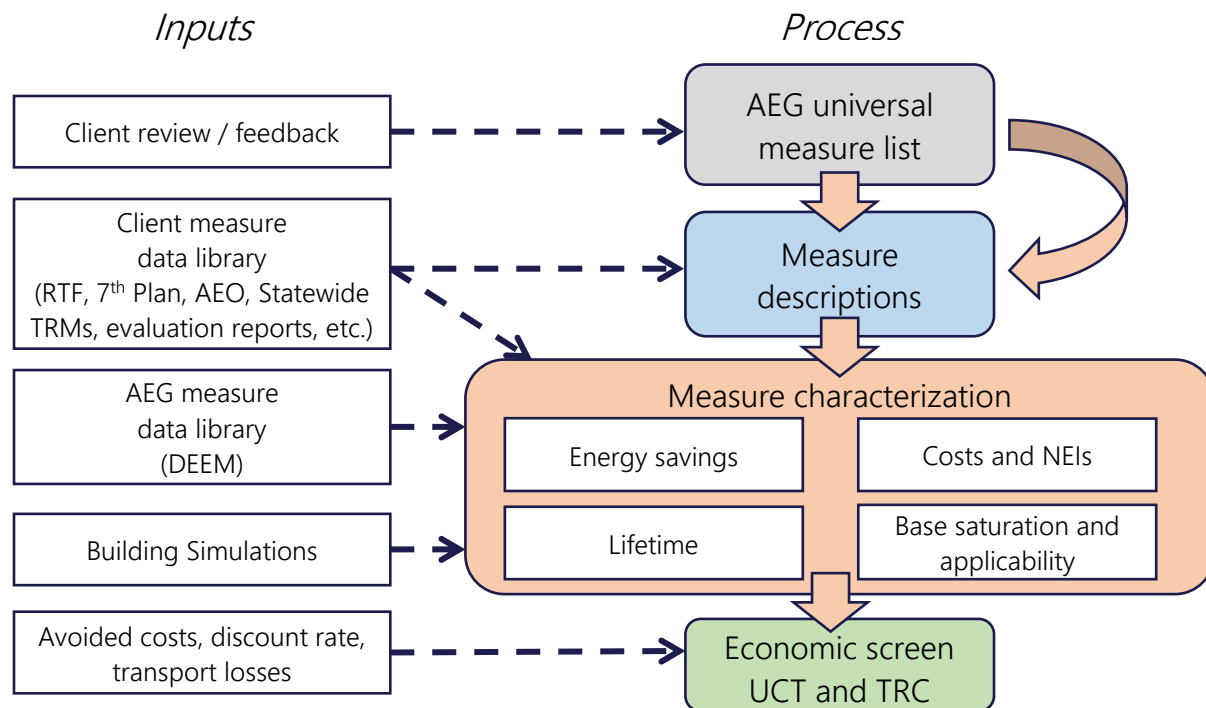 Inputs
Process
Client review / feedback
AEG universal
measure list
Client measure
data library
(RTF, 7th Plan, AEO, Statewide
TRMs, evaluation reports, etc.)
Measure
descriptions
AEG measure
data library
(DEEM)
Measure characterization
Energy savings
Costs and NEIs
Building Simulations
Lifetime
Base saturation and
applicability
Avoided costs, discount rate,
transport losses
Economic screen
UCT and TRC